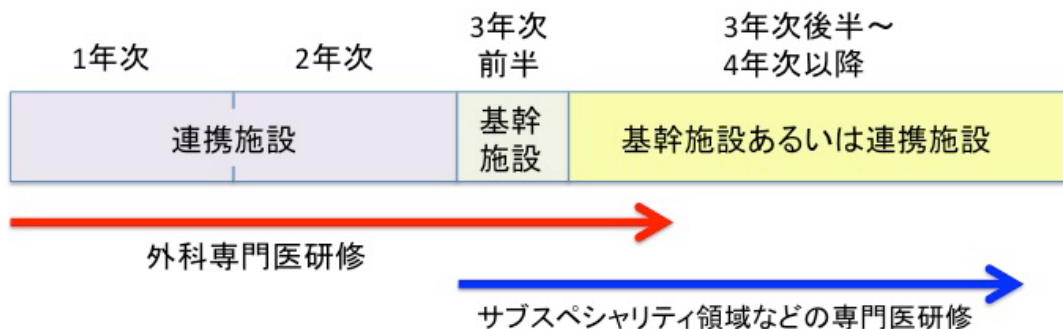 1年次
2年次
3年次
前半
3年次後半～
4年次以降
連携施設
基幹
施設
基幹施設あるいは連携施設
外科専門医研修
サブスペシャリティ領域などの専門医研修